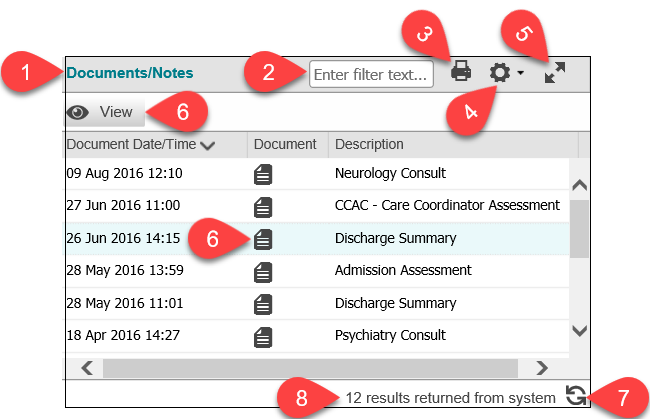 3
5
1 Documents/Notes 2 Enter filter text...
4
View 6
Document Date/Time Document Description
09 Aug 2016 12:10 Neurology Consult
27 Jun 2016 11:00 CCAC - Care Coordinator Assessment
26 Jun 2016 14:15 6 Discharge Summary
28 May 2016 13:59 Admission Assessment
28 May 2016 11:01 Discharge Summary
18 Apr 2016 14:27 Psychiatry Consult
8 12 results returned from system 7